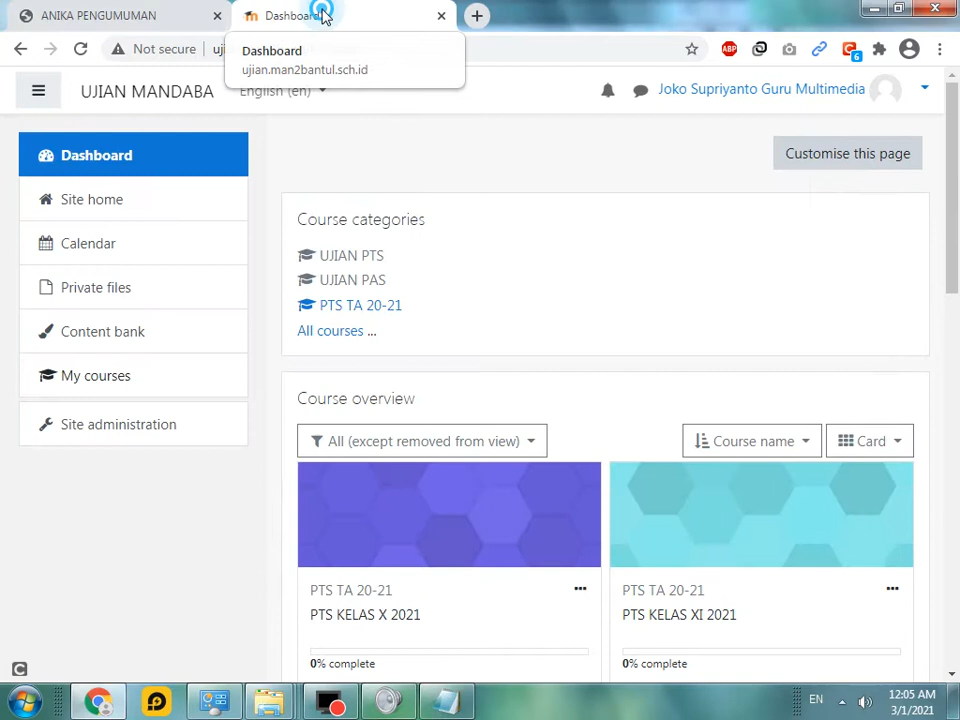 ANIKA PENGUMUMAN
Dashboard
Not secure
Dashboard
ujian.man2bantul.sch.id
6
UJIAN MANDABA
English (en)
Joko Supriyanto Guru Multimedia
Dashboard
Customise this page
Site home
Calendar
Private files
Content bank
My courses
Site administration
Course categories
UJIAN PTS
UJIAN PAS
PTS TA 20-21
All courses ...
Course overview
All (except removed from view)
Course name
Card
PTS TA 20-21
PTS KELAS X 2021
0% complete
PTS TA 20-21
PTS KELAS XI 2021
0% complete
EN
12:05 AM
3/1/2021